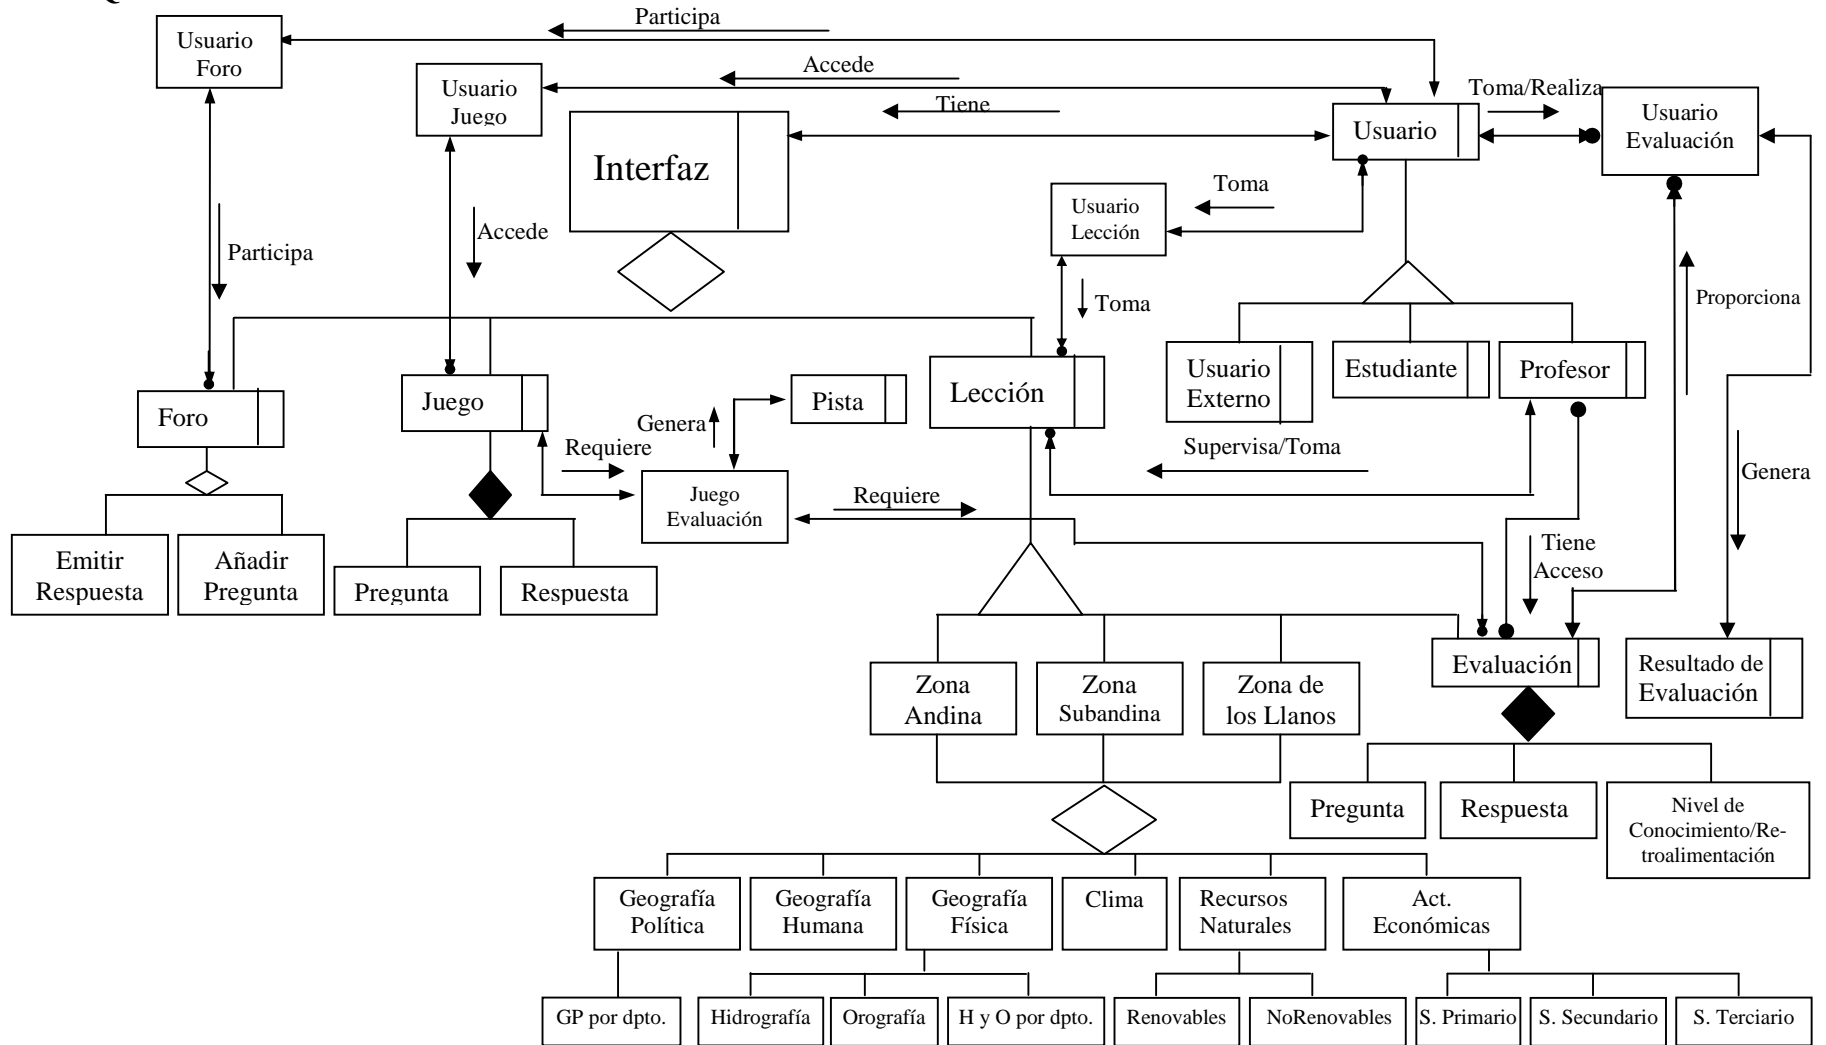 Participa
Usuario
Foro
Accede
Usuario
Juego
Tiene
Toma/Realiza
Usuario
Usuario
Evaluación
Interfaz
Toma
Usuario
Lección
Participa
Accede
Toma
Proporciona
Foro
Juego
Pista
Lección
Usuario
Externo
Estudiante
Profesor
Genera
Requiere
Supervisa/Toma
Genera
Juego
Evaluación
Requiere
Emitir
Respuesta
Añadir
Pregunta
Pregunta
Respuesta
Tiene
Acceso
Zona
Andina
Zona
Subandina
Zona de
los Llanos
Evaluación
Resultado de
Evaluación
Pregunta
Respuesta
Nivel de
Conocimiento/Re-
troalimentación
Geografía
Política
Geografía
Humana
Geografía
Física
Clima
Recursos
Naturales
Act.
Económicas
GP por dpto.
Hidrografía
Orografía
H y O por dpto.
Renovables
NoRenovables
S. Primario
S. Secundario
S. Terciario